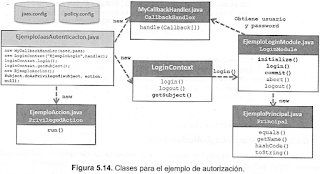 jaas.config
policy.config
EjemploJaasAutenticacion.java
new MyCallbackHandler(user,pass)
new LoginContext("EjemploLogin",handler);
loginContext.login();
loginContext.getSubject();
new EjemploAccion();
Subject.doAsPrivileged(subject, action, null);
new
MyCallbackHandler.java
CallbackHandler
handle(Callback[])
Obtiene usuario
y password
new
LoginContext
login()
logout()
getSubject()
login()
EjemploLoginModule.java
loginModule
initialize()
login()
commit()
abort()
logout()
new
EjemploAccion.java
PrivilegedAction
run()
new
EjemploPrincipal.java
Principal
equals()
getName()
hashCode()
toString()
Figura 5.14. Clases para el ejemplo de autorización.